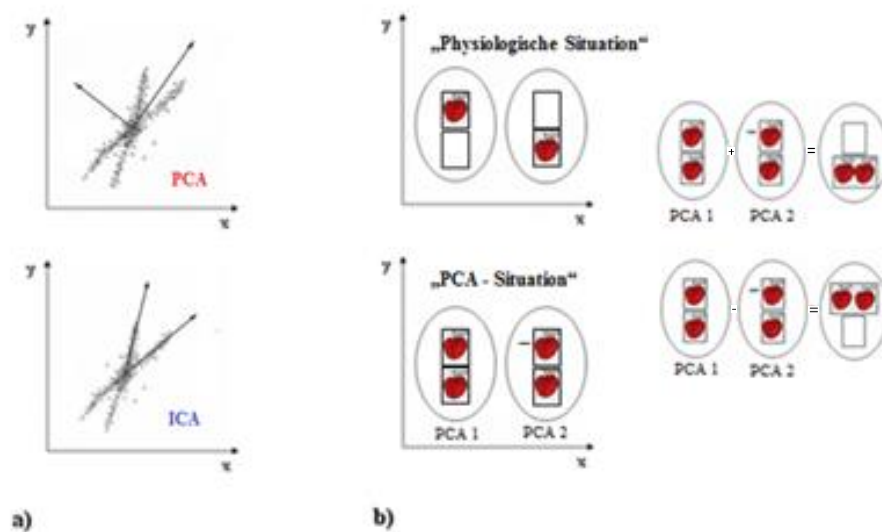 y
PCA
x
y
ICA
x
a)
y
„Physiologische Situation“
x
y
„PCA - Situation“
-
PCA 1 PCA 2
x
b)
+ - =
PCA 1 PCA 2
- - =
PCA 1 PCA 2